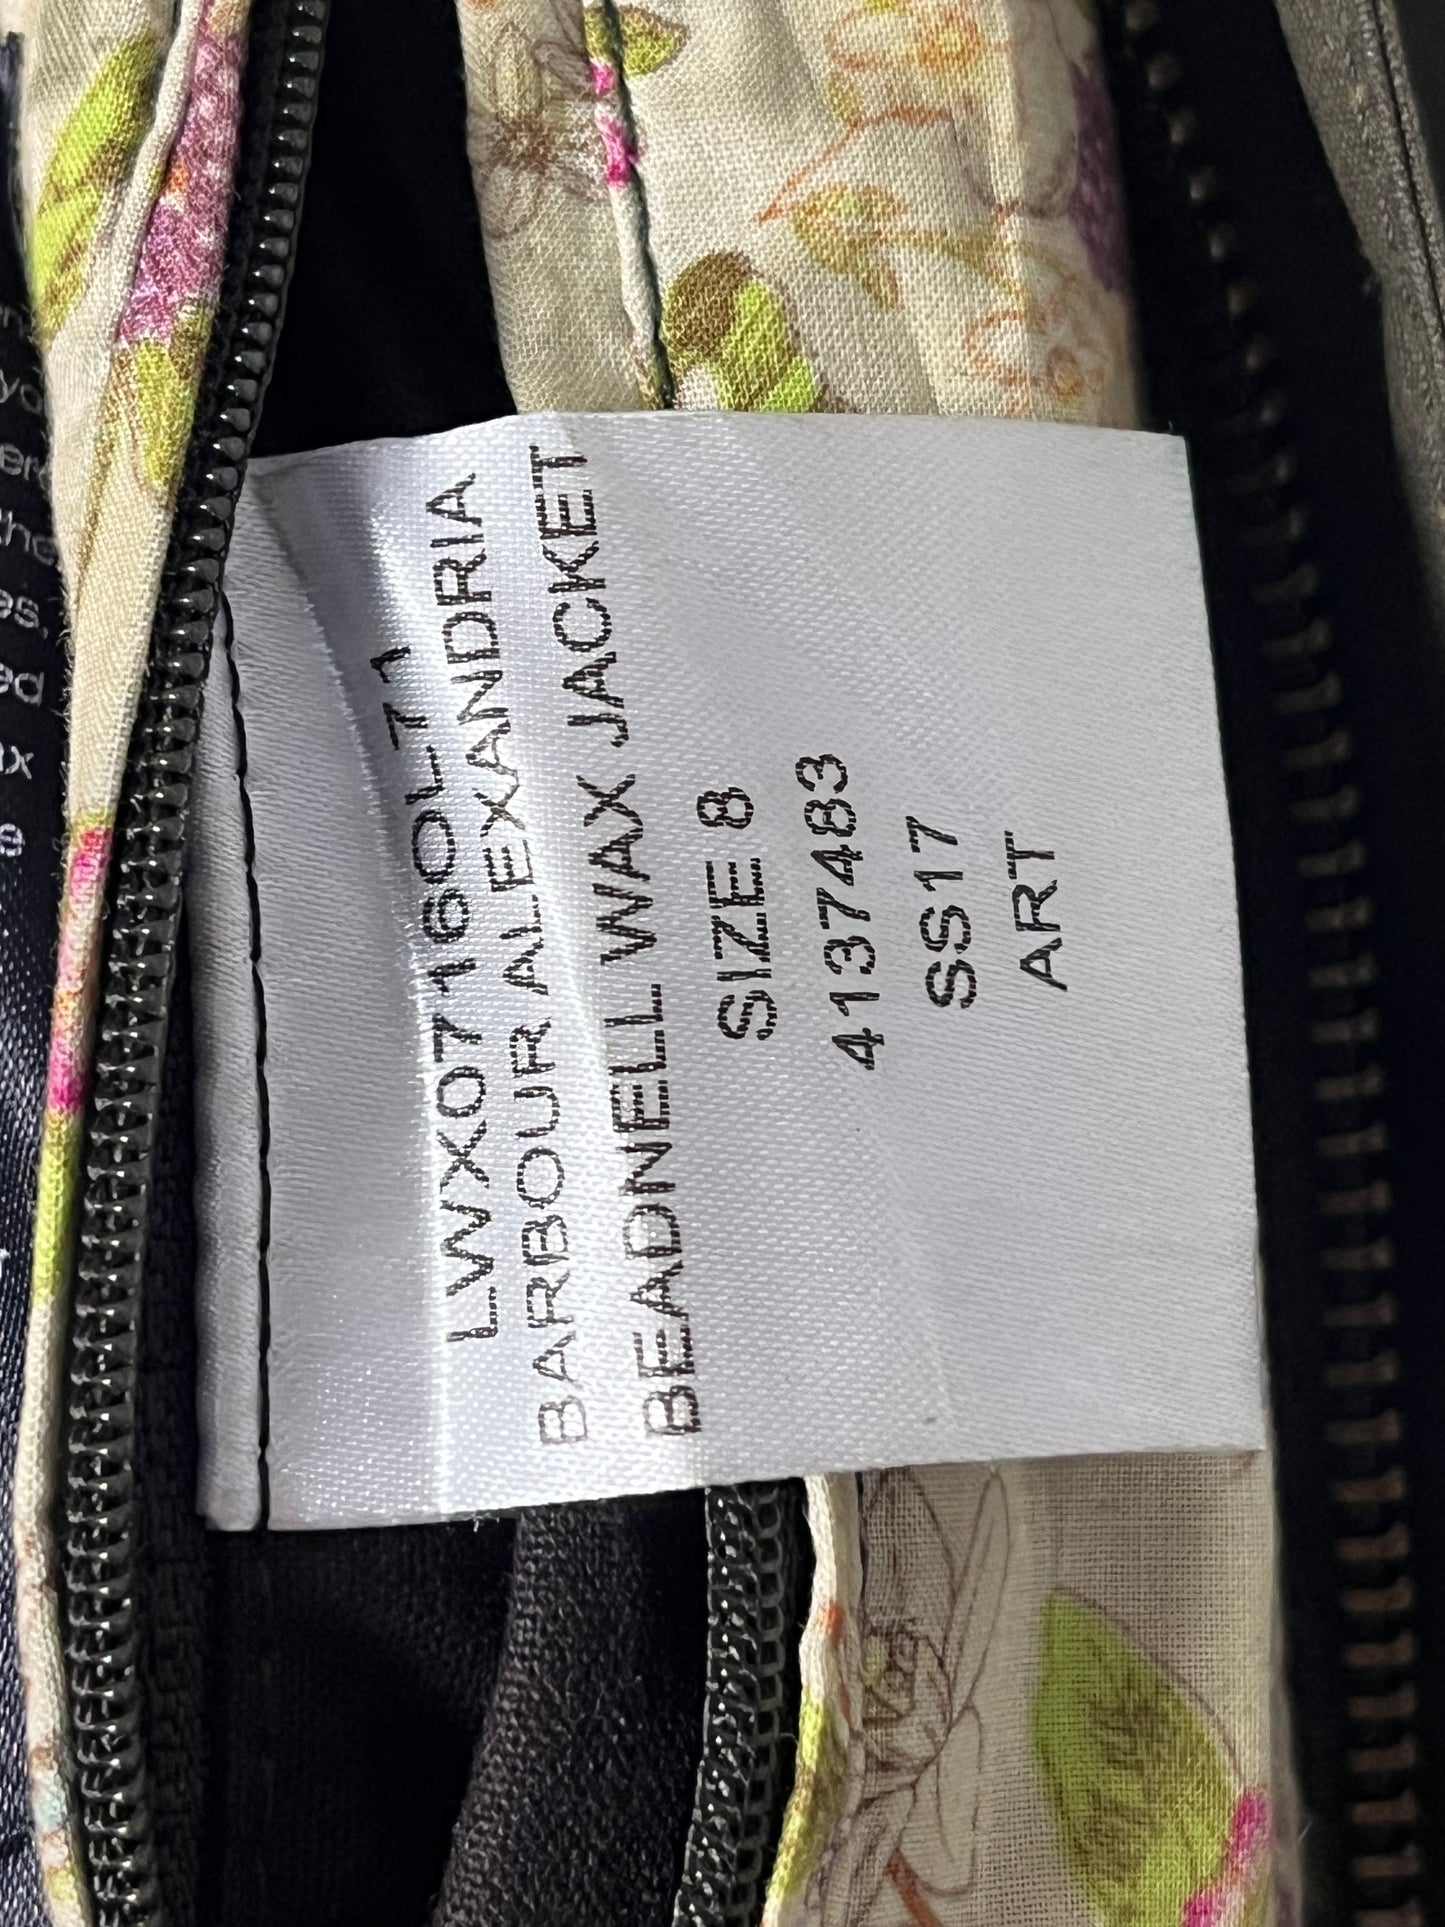 LWX0716OL71
BARBOUR ALEXANDRIA
BEADNELL WAX JACKET
SIZE 8
4137483
SS17
ART